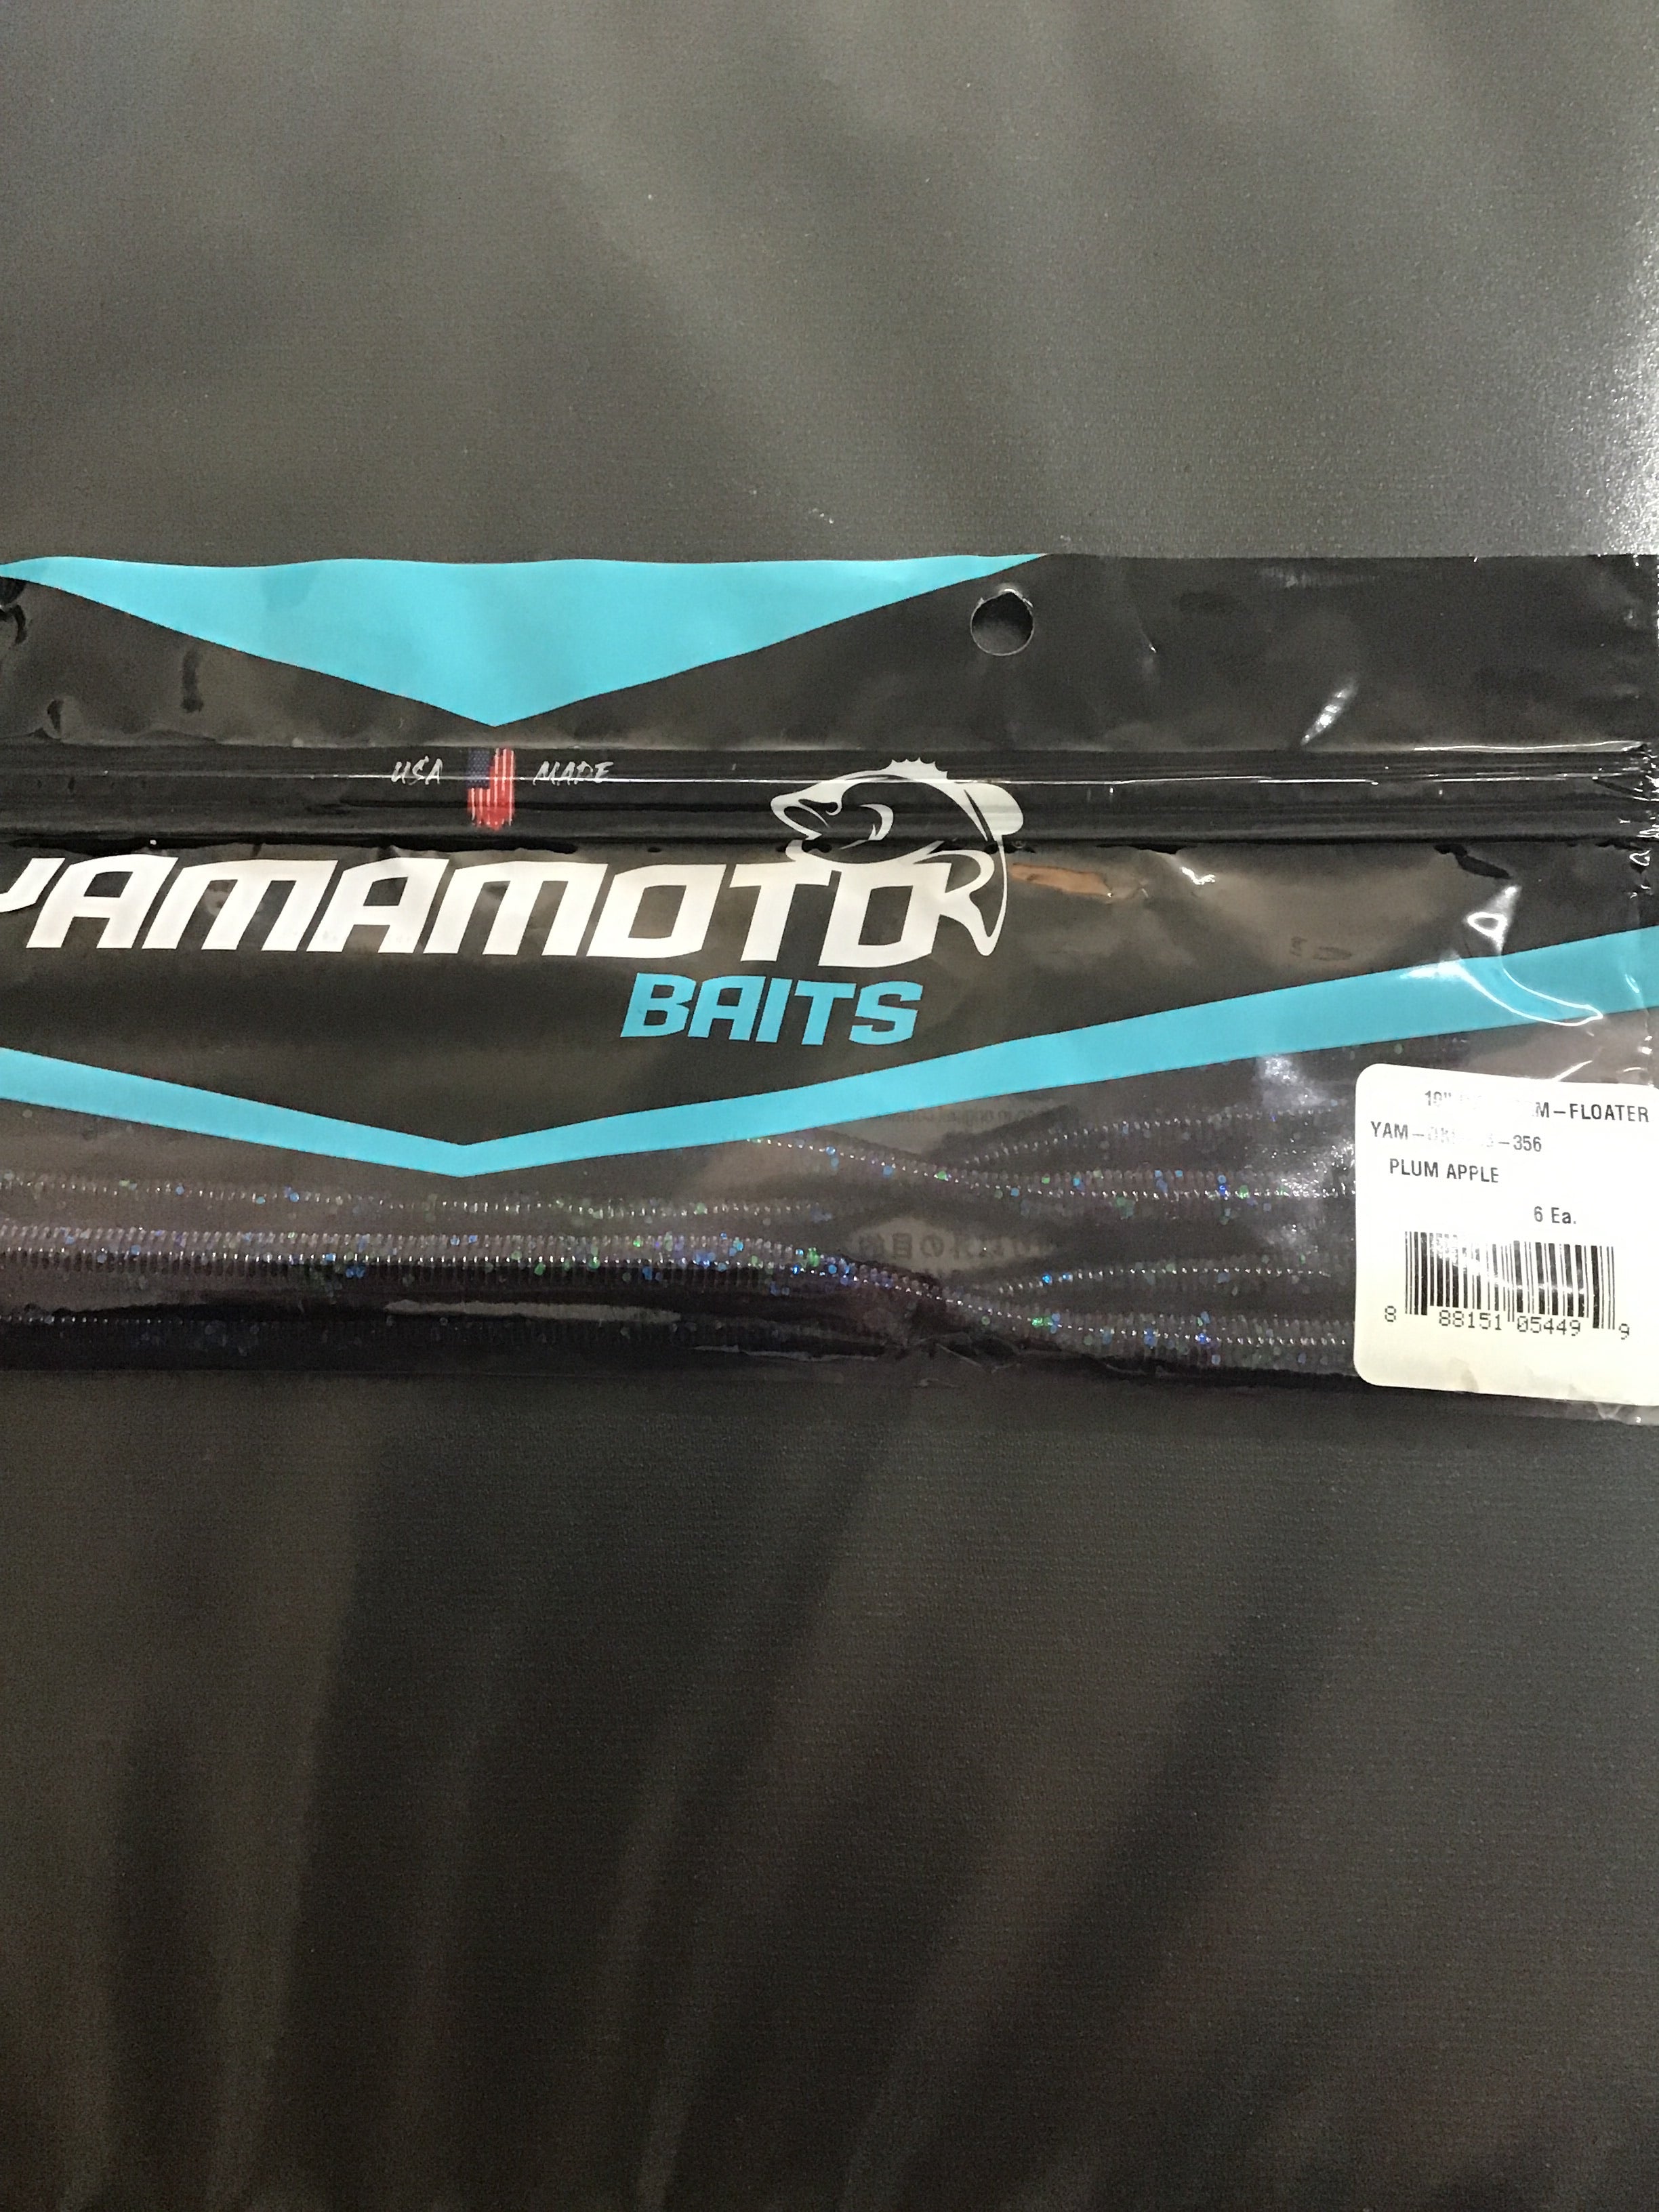 USA MADE
YAMAMOTO
BAITS
M-FLOATER
YAM- -356
PLUM APPLE
6 Ea.
8 88151 05449 9